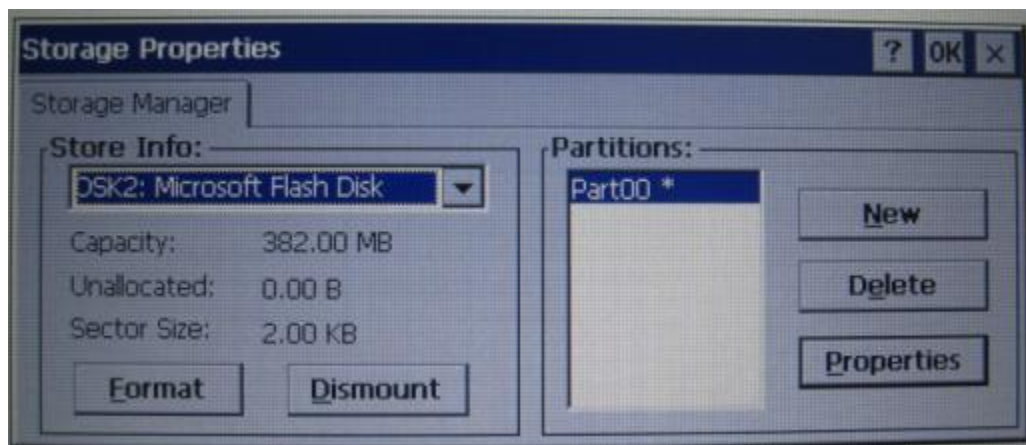 Storage Properties ? OK ×
Storage Manager
Store Info:
DSK2: Microsoft Flash Disk
Capacity: 382.00 MB
Unallocated: 0.00 B
Sector Size: 2.00 KB
Format Dismount
Partitions:
Part00 *
New
Delete
Properties